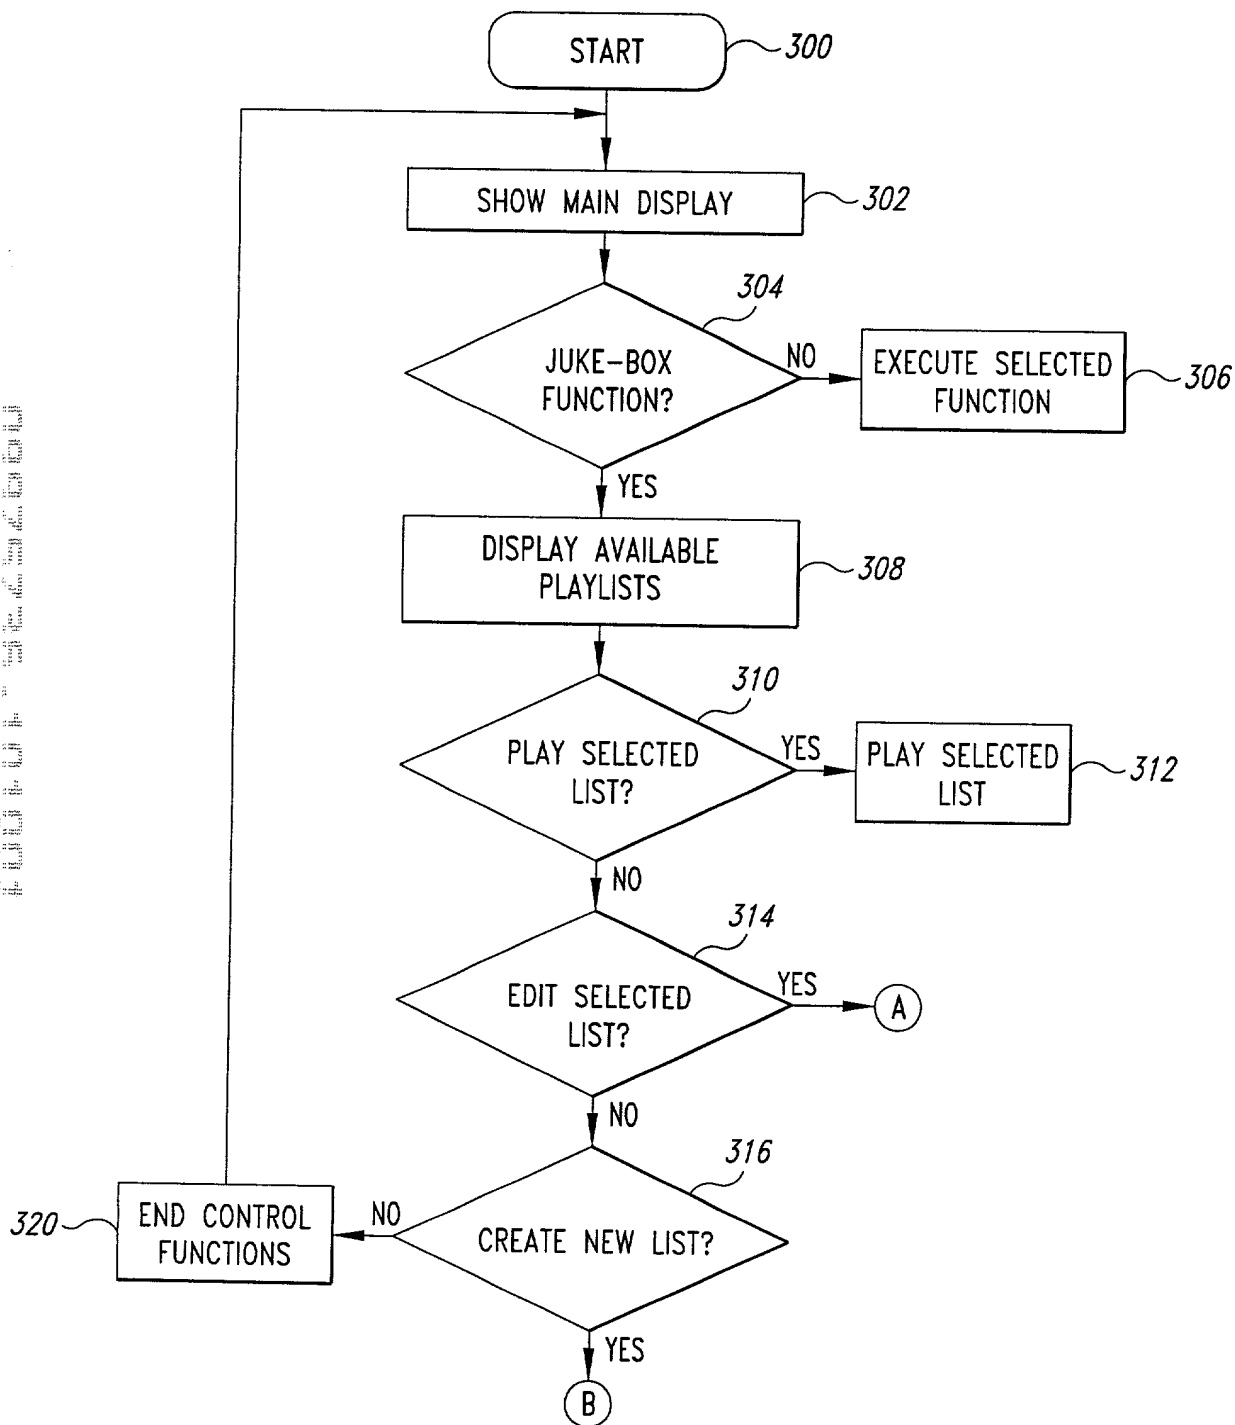 START
300
SHOW MAIN DISPLAY
302
304
JUKE-BOX
FUNCTION?
NO
EXECUTE SELECTED
FUNCTION
306
YES
DISPLAY AVAILABLE
PLAYLISTS
308
310
PLAY SELECTED
LIST?
YES
PLAY SELECTED
LIST
312
NO
314
EDIT SELECTED
LIST?
YES
A
NO
316
CREATE NEW LIST?
NO
END CONTROL
FUNCTIONS
320
YES
B